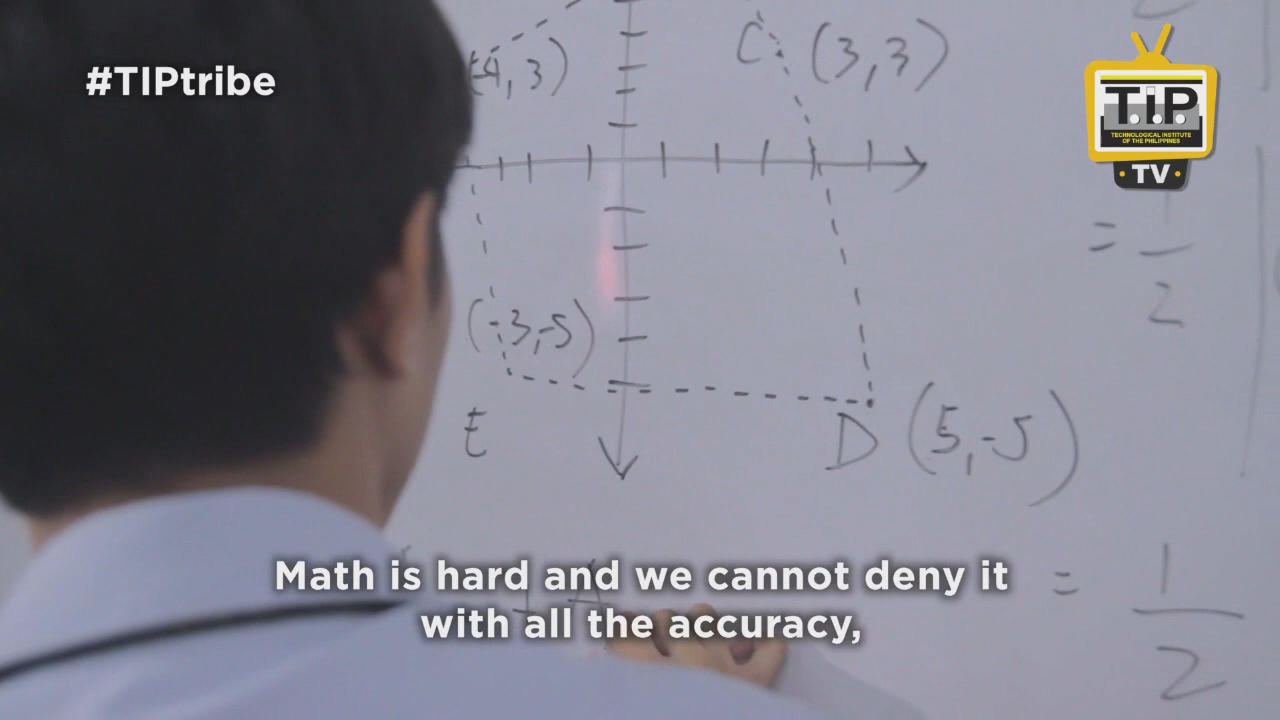 #TIPtribe
T.I.P.
TECHNOLOGICAL INSTITUTE
OF THE PHILIPPINES
TV
C (3,3)
(-4, 3)
= 1
2
(-3,-5)
E
D (5,-5)
= 1
2
Math is hard and we cannot deny it
with all the accuracy,